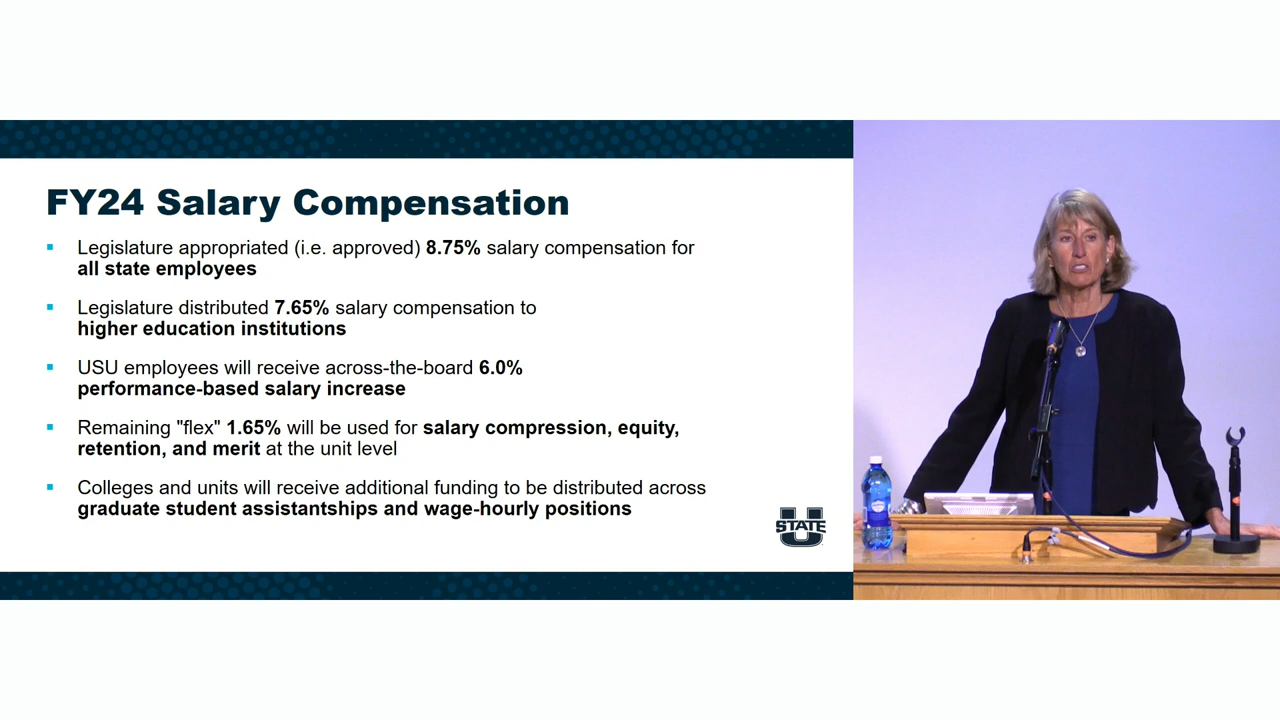 FY24 Salary Compensation
Legislature appropriated (i.e. approved) 8.75% salary compensation for
all state employees
Legislature distributed 7.65% salary compensation to
higher education institutions
USU employees will receive across-the-board 6.0%
performance-based salary increase
Remaining "flex" 1.65% will be used for salary compression, equity,
retention, and merit at the unit level
Colleges and units will receive additional funding to be distributed across
graduate student assistantships and wage-hourly positions
U
STATE